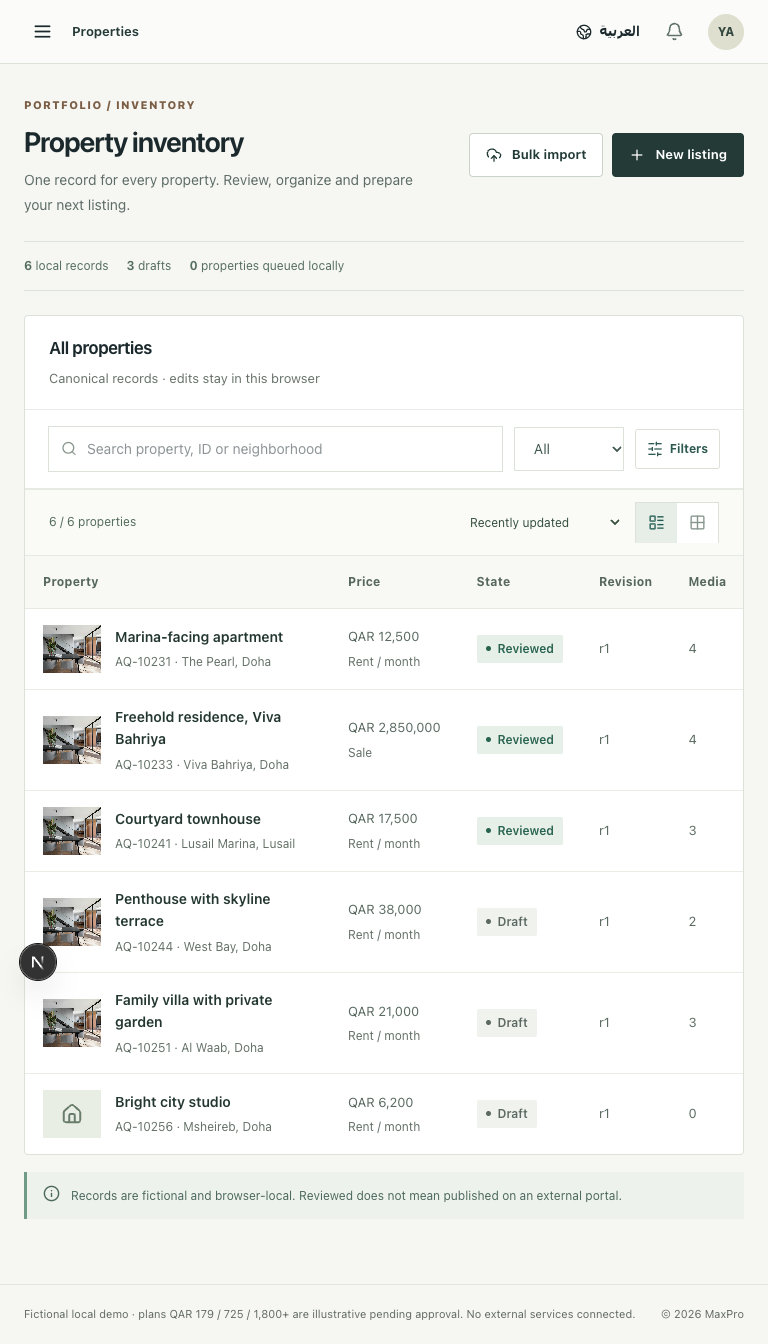 Properties
العربية
YA
PORTFOLIO / INVENTORY
Property inventory
One record for every property. Review, organize and prepare
your next listing.
Bulk import
New listing
6 local records 3 drafts 0 properties queued locally
All properties
Canonical records · edits stay in this browser
Search property, ID or neighborhood
All
Filters
6 / 6 properties
Recently updated
Property Price State Revision Media
Marina-facing apartment
AQ-10231 · The Pearl, Doha
QAR 12,500
Rent / month
Reviewed
r1
4
Freehold residence, Viva
Bahriya
AQ-10233 · Viva Bahriya, Doha
QAR 2,850,000
Sale
Reviewed
r1
4
Courtyard townhouse
AQ-10241 · Lusail Marina, Lusail
QAR 17,500
Rent / month
Reviewed
r1
3
Penthouse with skyline
terrace
AQ-10244 · West Bay, Doha
QAR 38,000
Rent / month
Draft
r1
2
N
Family villa with private
garden
AQ-10251 · Al Waab, Doha
QAR 21,000
Rent / month
Draft
r1
3
Bright city studio
AQ-10256 · Msheireb, Doha
QAR 6,200
Rent / month
Draft
r1
0
Records are fictional and browser-local. Reviewed does not mean published on an external portal.
Fictional local demo · plans QAR 179 / 725 / 1,800+ are illustrative pending approval. No external services connected.
© 2026 MaxPro